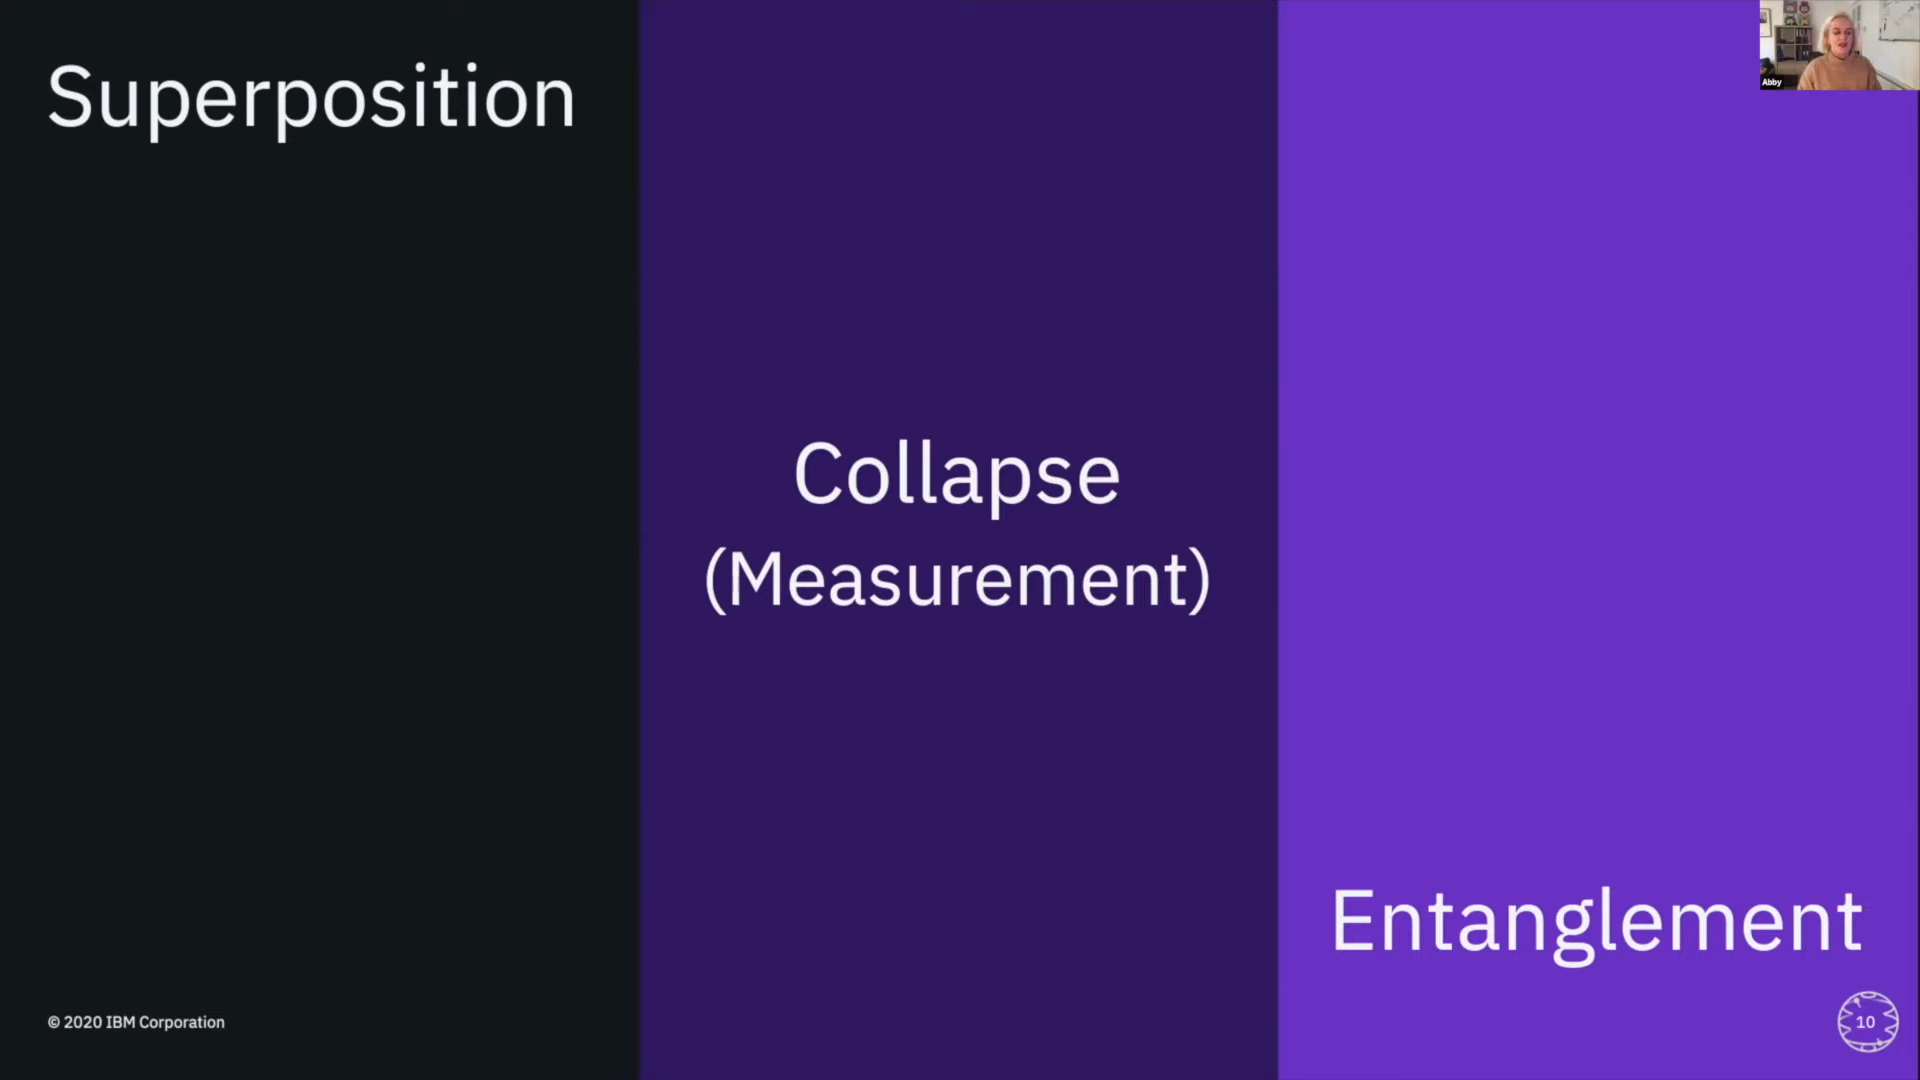 Superposition
Abby
Collapse
(Measurement)
Entanglement
© 2020 IBM Corporation
10